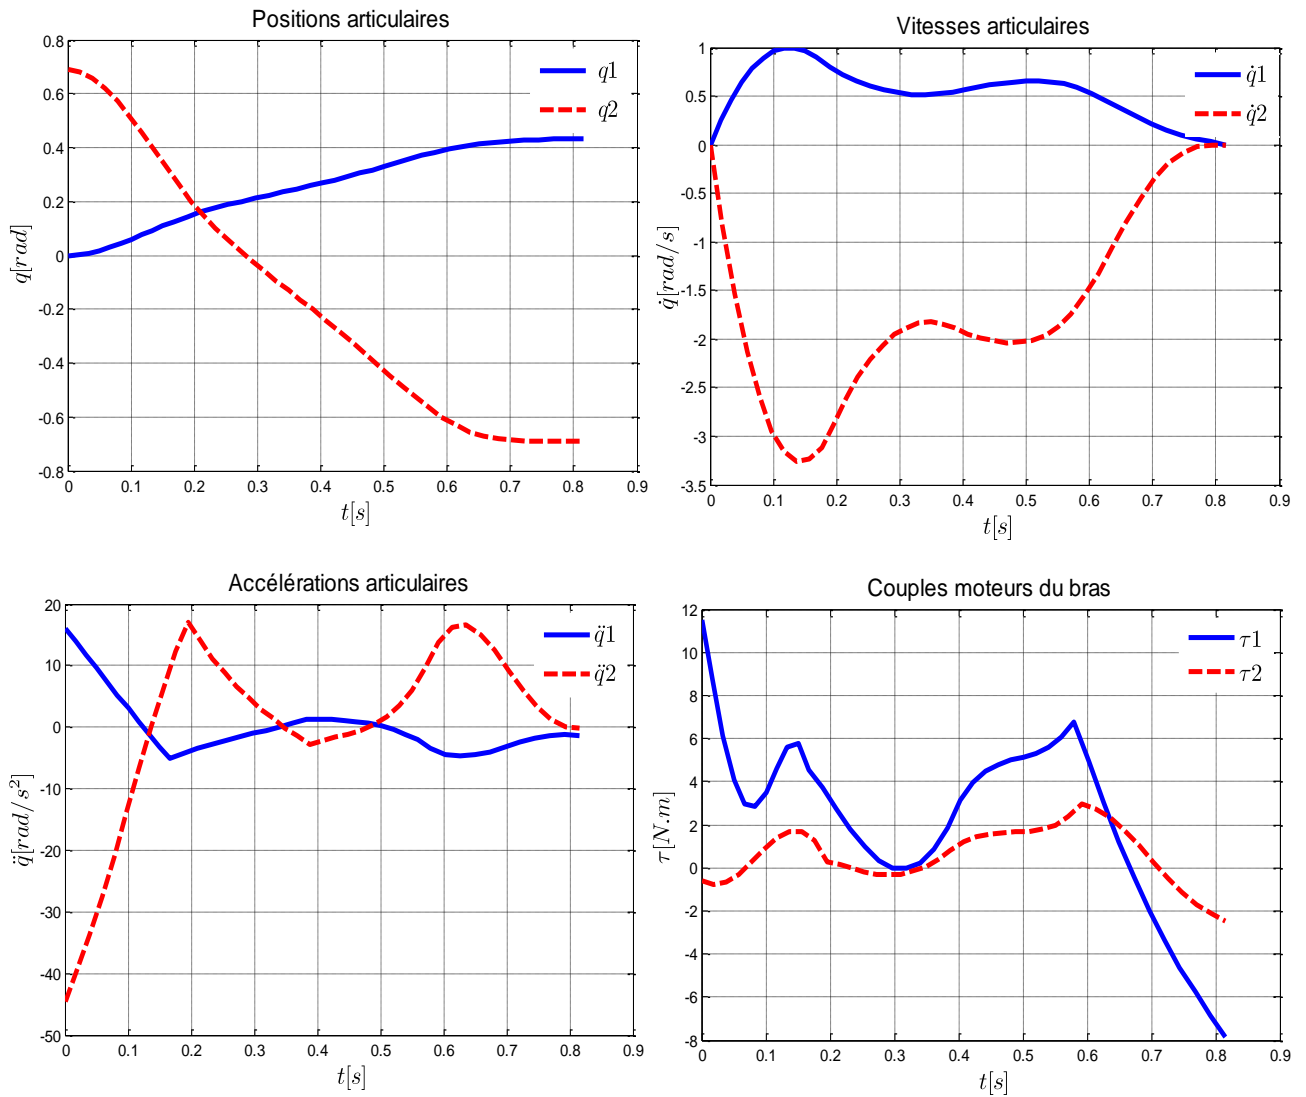 Positions articulaires
0.8
0.6
0.4
0.2
0
-0.2
-0.4
-0.6
-0.8
q[rad]
q1
q2
0 0.1 0.2 0.3 0.4 0.5 0.6 0.7 0.8 0.9
t[s]
Vitesses articulaires
1
0.5
0
-0.5
-1
-1.5
-2
-2.5
-3
-3.5
q̇[rad/s]
q̇1
q̇2
0 0.1 0.2 0.3 0.4 0.5 0.6 0.7 0.8 0.9
t[s]
Accélérations articulaires
20
10
0
-10
-20
-30
-40
-50
q̈[rad/s²]
q̈1
q̈2
0 0.1 0.2 0.3 0.4 0.5 0.6 0.7 0.8 0.9
t[s]
Couples moteurs du bras
12
10
8
6
4
2
0
-2
-4
-6
-8
τ[N.m]
τ1
τ2
0 0.1 0.2 0.3 0.4 0.5 0.6 0.7 0.8 0.9
t[s]